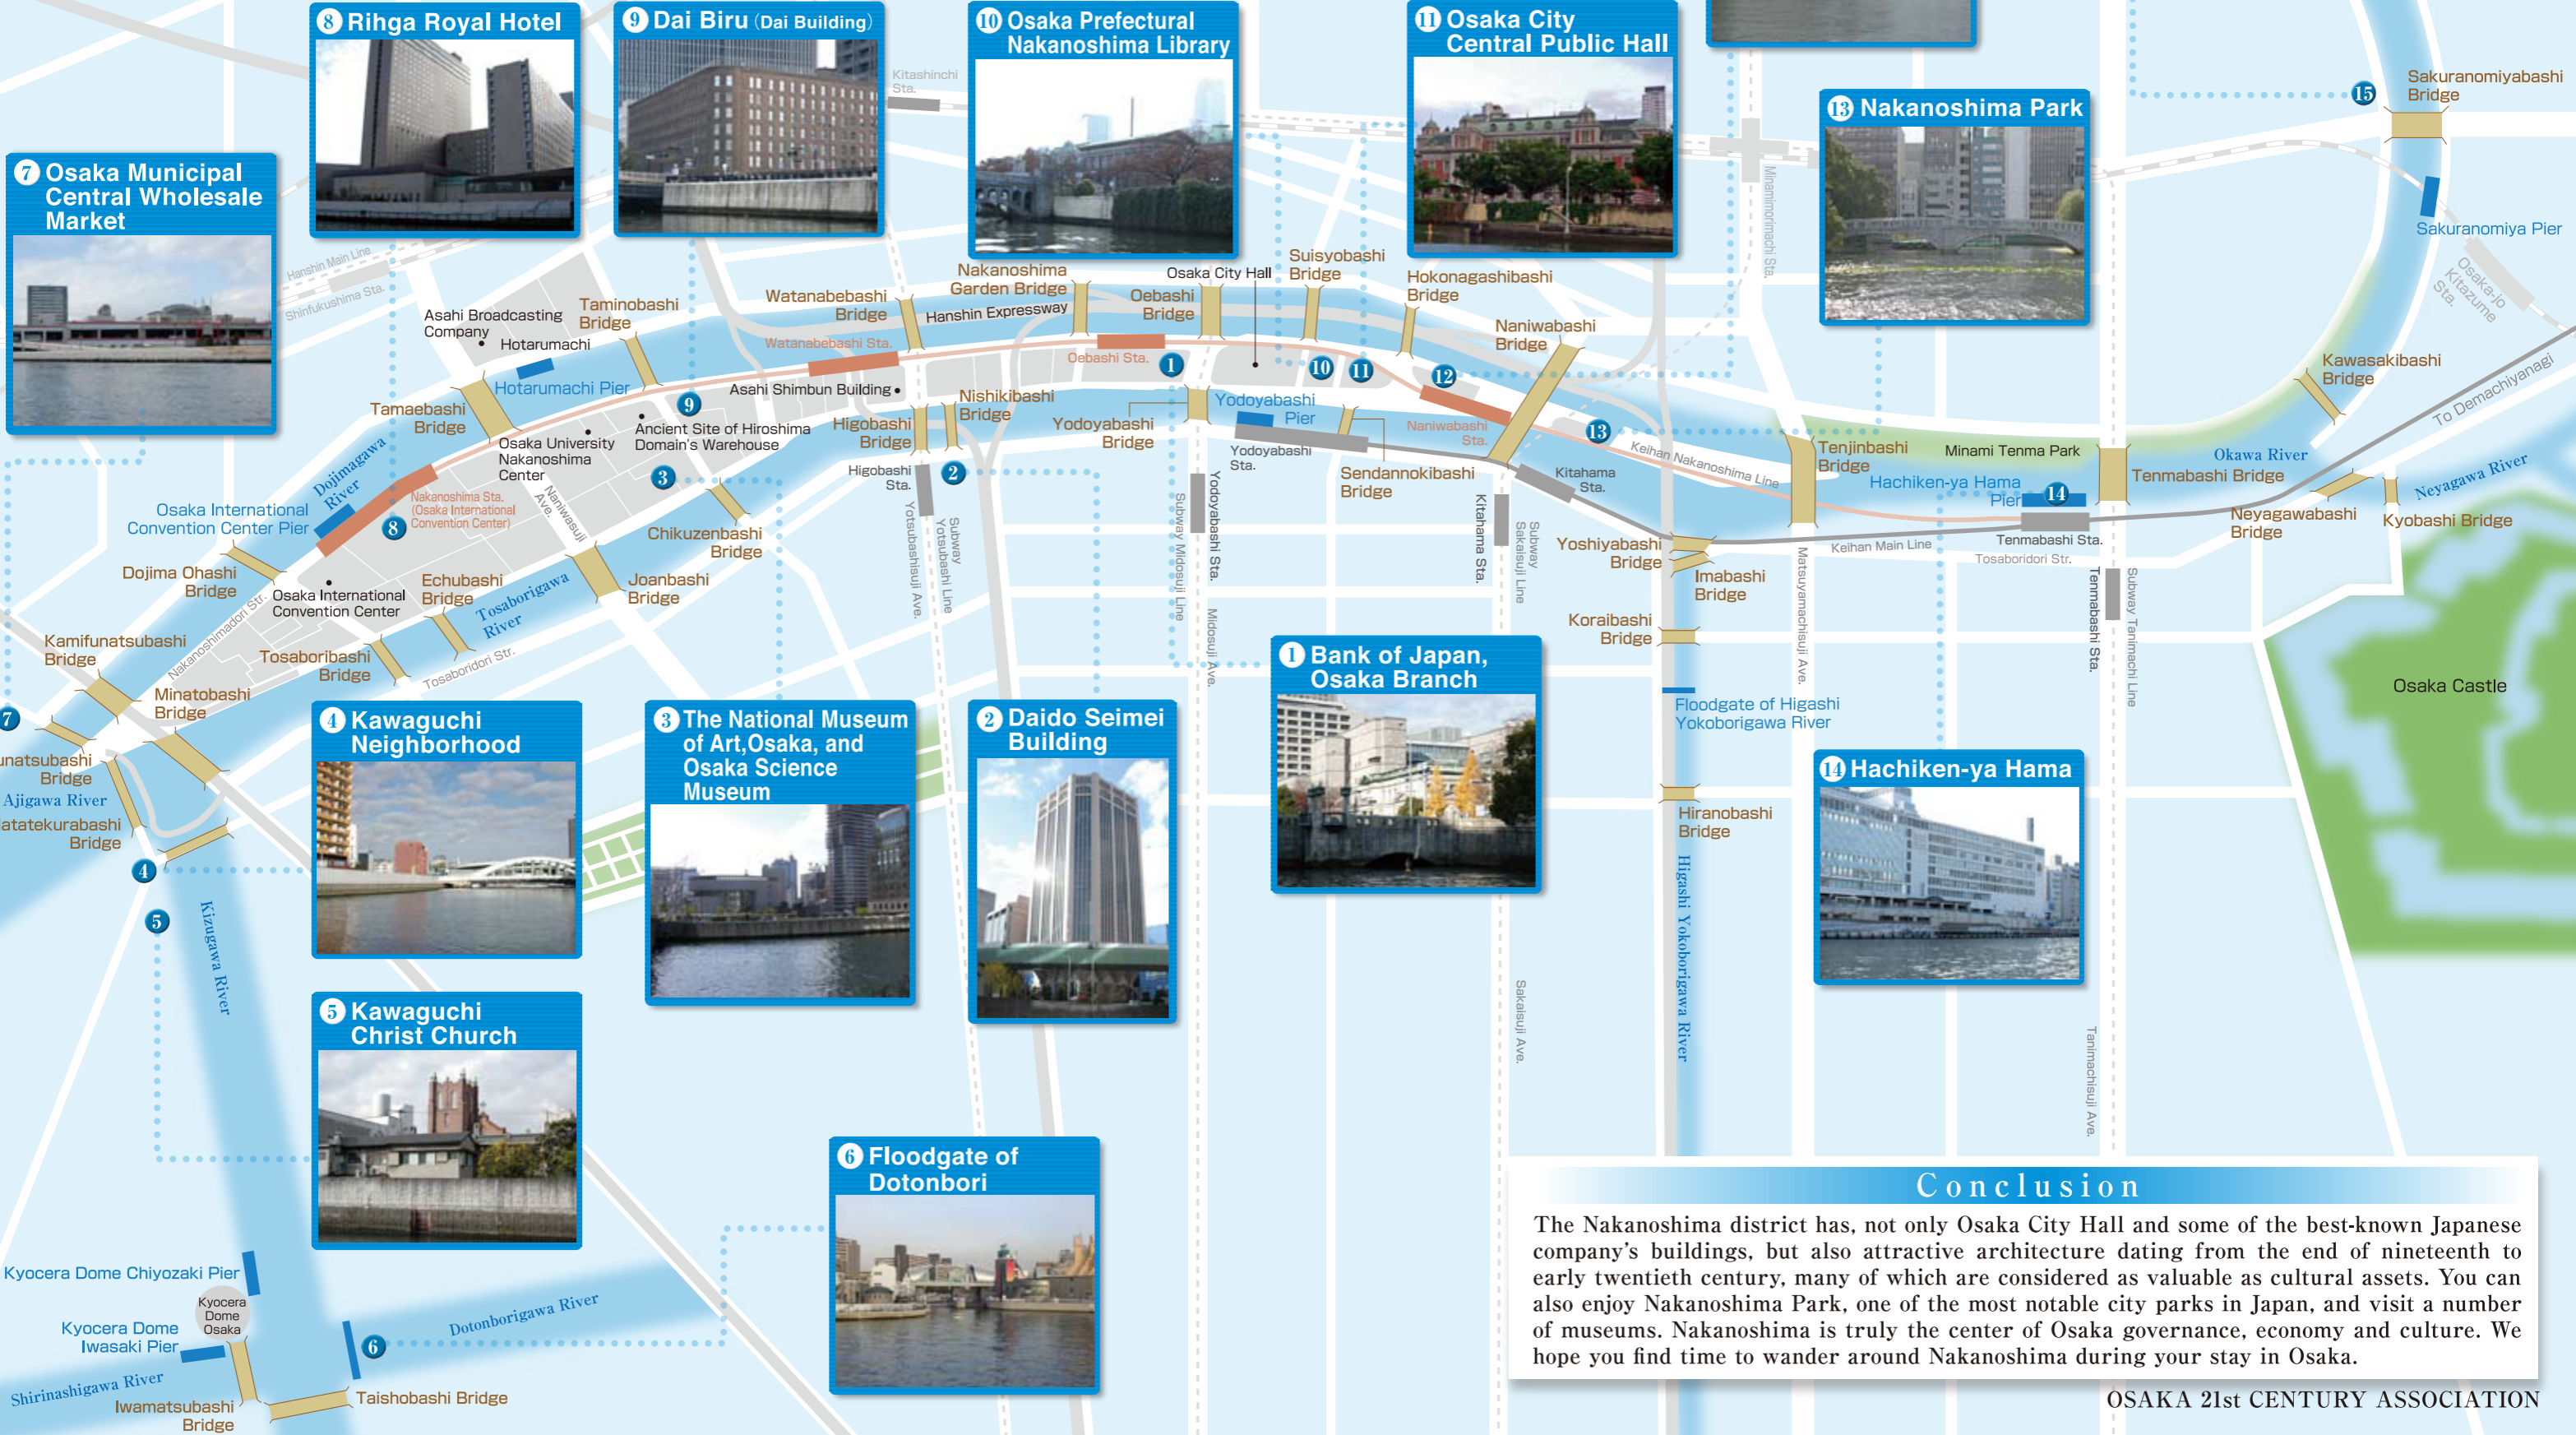 8 Rihga Royal Hotel
9 Dai Biru (Dai Building)
10 Osaka Prefectural
Nakanoshima Library
11 Osaka City
Central Public Hall
Kitashinchi
Sta.
15
Sakuranomiyabashi
Bridge
13 Nakanoshima Park
7 Osaka Municipal
Central Wholesale
Market
Minamimorimachi Sta.
Sakuranomiya Pier
Osaka-jo
Kitazume
Sta.
Hanshin Main Line
Shinfukushima Sta.
Asahi Broadcasting
Company
Hotarumachi
Hotarumachi Pier
Taminobashi
Bridge
Watanabebashi
Bridge
Watanabebashi Sta.
Nakanoshima
Garden Bridge
Hanshin Expressway
Oebashi
Bridge
Oebashi Sta.
Osaka City Hall
Suisyobashi
Bridge
Hokonagashibashi
Bridge
Naniwabashi
Bridge
1
10
11
12
Kawasakibashi
Bridge
To Demachiyanagi
Tamaebashi
Bridge
9
Asahi Shimbun Building
Nishikibashi
Bridge
Higobashi
Bridge
Yodoyabashi
Bridge
Yodoyabashi
Pier
Naniwabashi
Sta.
13
Keihan Nakanoshima Line
Osaka University
Nakanoshima
Center
Ancient Site of Hiroshima
Domain's Warehouse
3
Higobashi
Sta.
2
Yodoyabashi
Sta.
Sendannokibashi
Bridge
Kitahama
Sta.
Tenjinbashi
Bridge
Minami Tenma Park
Hachiken-ya Hama
Pier
14
Tenmabashi Bridge
Okawa River
Neyagawa River
Neyagawabashi
Bridge
Kyobashi Bridge
Tenmabashi Sta.
Keihan Main Line
Tosaboridori Str.
Dojimagawa
River
Nakanoshima Sta.
(Osaka International
Convention Center)
8
Osaka International
Convention Center Pier
Naniwasuji
Ave.
Chikuzenbashi
Bridge
Dojima Ohashi
Bridge
Osaka International
Convention Center
Echubashi
Bridge
Tosaborigawa
River
Joanbashi
Bridge
Yotsubashisuji Ave.
Subway
Yotsubashi Line
Subway Midosuji Line
Yodoyabashi Sta.
Midosuji Ave.
Kitahama Sta.
Subway
Sakaisuji Line
Yoshiyabashi
Bridge
Imabashi
Bridge
Koraibashi
Bridge
Matsuyamachisuji Ave.
Tenmabashi Sta.
Subway Tanimachi Line
Nakanoshimadori Str.
Kamifunatsubashi
Bridge
Tosaboribashi
Bridge
Tosaboridori Str.
Minatobashi
Bridge
7
unatsubashi
Bridge
Ajigawa River
atatekurabashi
Bridge
4
5
Kizugawa River
4 Kawaguchi
Neighborhood
3 The National Museum
of Art,Osaka, and
Osaka Science
Museum
2 Daido Seimei
Building
1 Bank of Japan,
Osaka Branch
Floodgate of Higashi
Yokoborigawa River
Hiranobashi
Bridge
Higashi Yokoborigawa River
14 Hachiken-ya Hama
Osaka Castle
Sakaisuji Ave.
Tanimachisuji Ave.
5 Kawaguchi
Christ Church
6 Floodgate of
Dotonbori
Kyocera Dome Chiyozaki Pier
Kyocera
Dome
Osaka
Kyocera Dome
Iwasaki Pier
Shirinashigawa River
Iwamatsubashi
Bridge
6
Dotonborigawa River
Taishobashi Bridge
Conclusion
The Nakanoshima district has, not only Osaka City Hall and some of the best-known Japanese
company's buildings, but also attractive architecture dating from the end of nineteenth to
early twentieth century, many of which are considered as valuable as cultural assets. You can
also enjoy Nakanoshima Park, one of the most notable city parks in Japan, and visit a number
of museums. Nakanoshima is truly the center of Osaka governance, economy and culture. We
hope you find time to wander around Nakanoshima during your stay in Osaka.
OSAKA 21st CENTURY ASSOCIATION